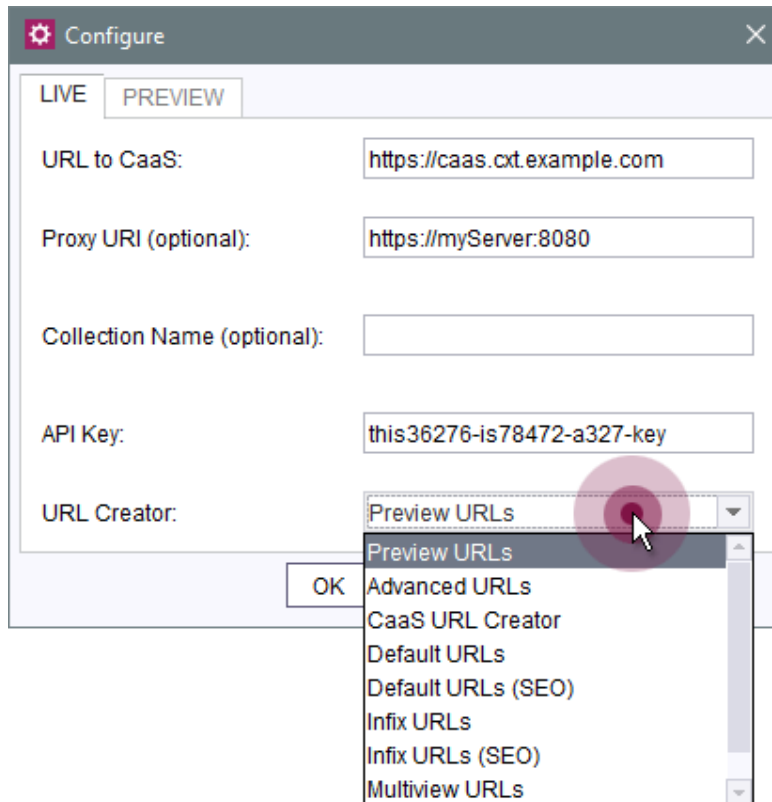 Configure
LIVE PREVIEW
URL to CaaS: https://caas.cxt.example.com
Proxy URI (optional): https://myServer:8080
Collection Name (optional):
API Key: this36276-is78472-a327-key
URL Creator: Preview URLs
Preview URLs
OK Advanced URLs
CaaS URL Creator
Default URLs
Default URLs (SEO)
Infix URLs
Infix URLs (SEO)
Multiview URLs